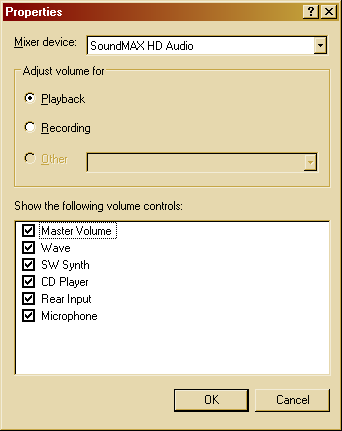 Properties
Mixer device: SoundMAX HD Audio
Adjust volume for
Playback
Recording
Other
Show the following volume controls:
Master Volume
Wave
SW Synth
CD Player
Rear Input
Microphone
OK Cancel